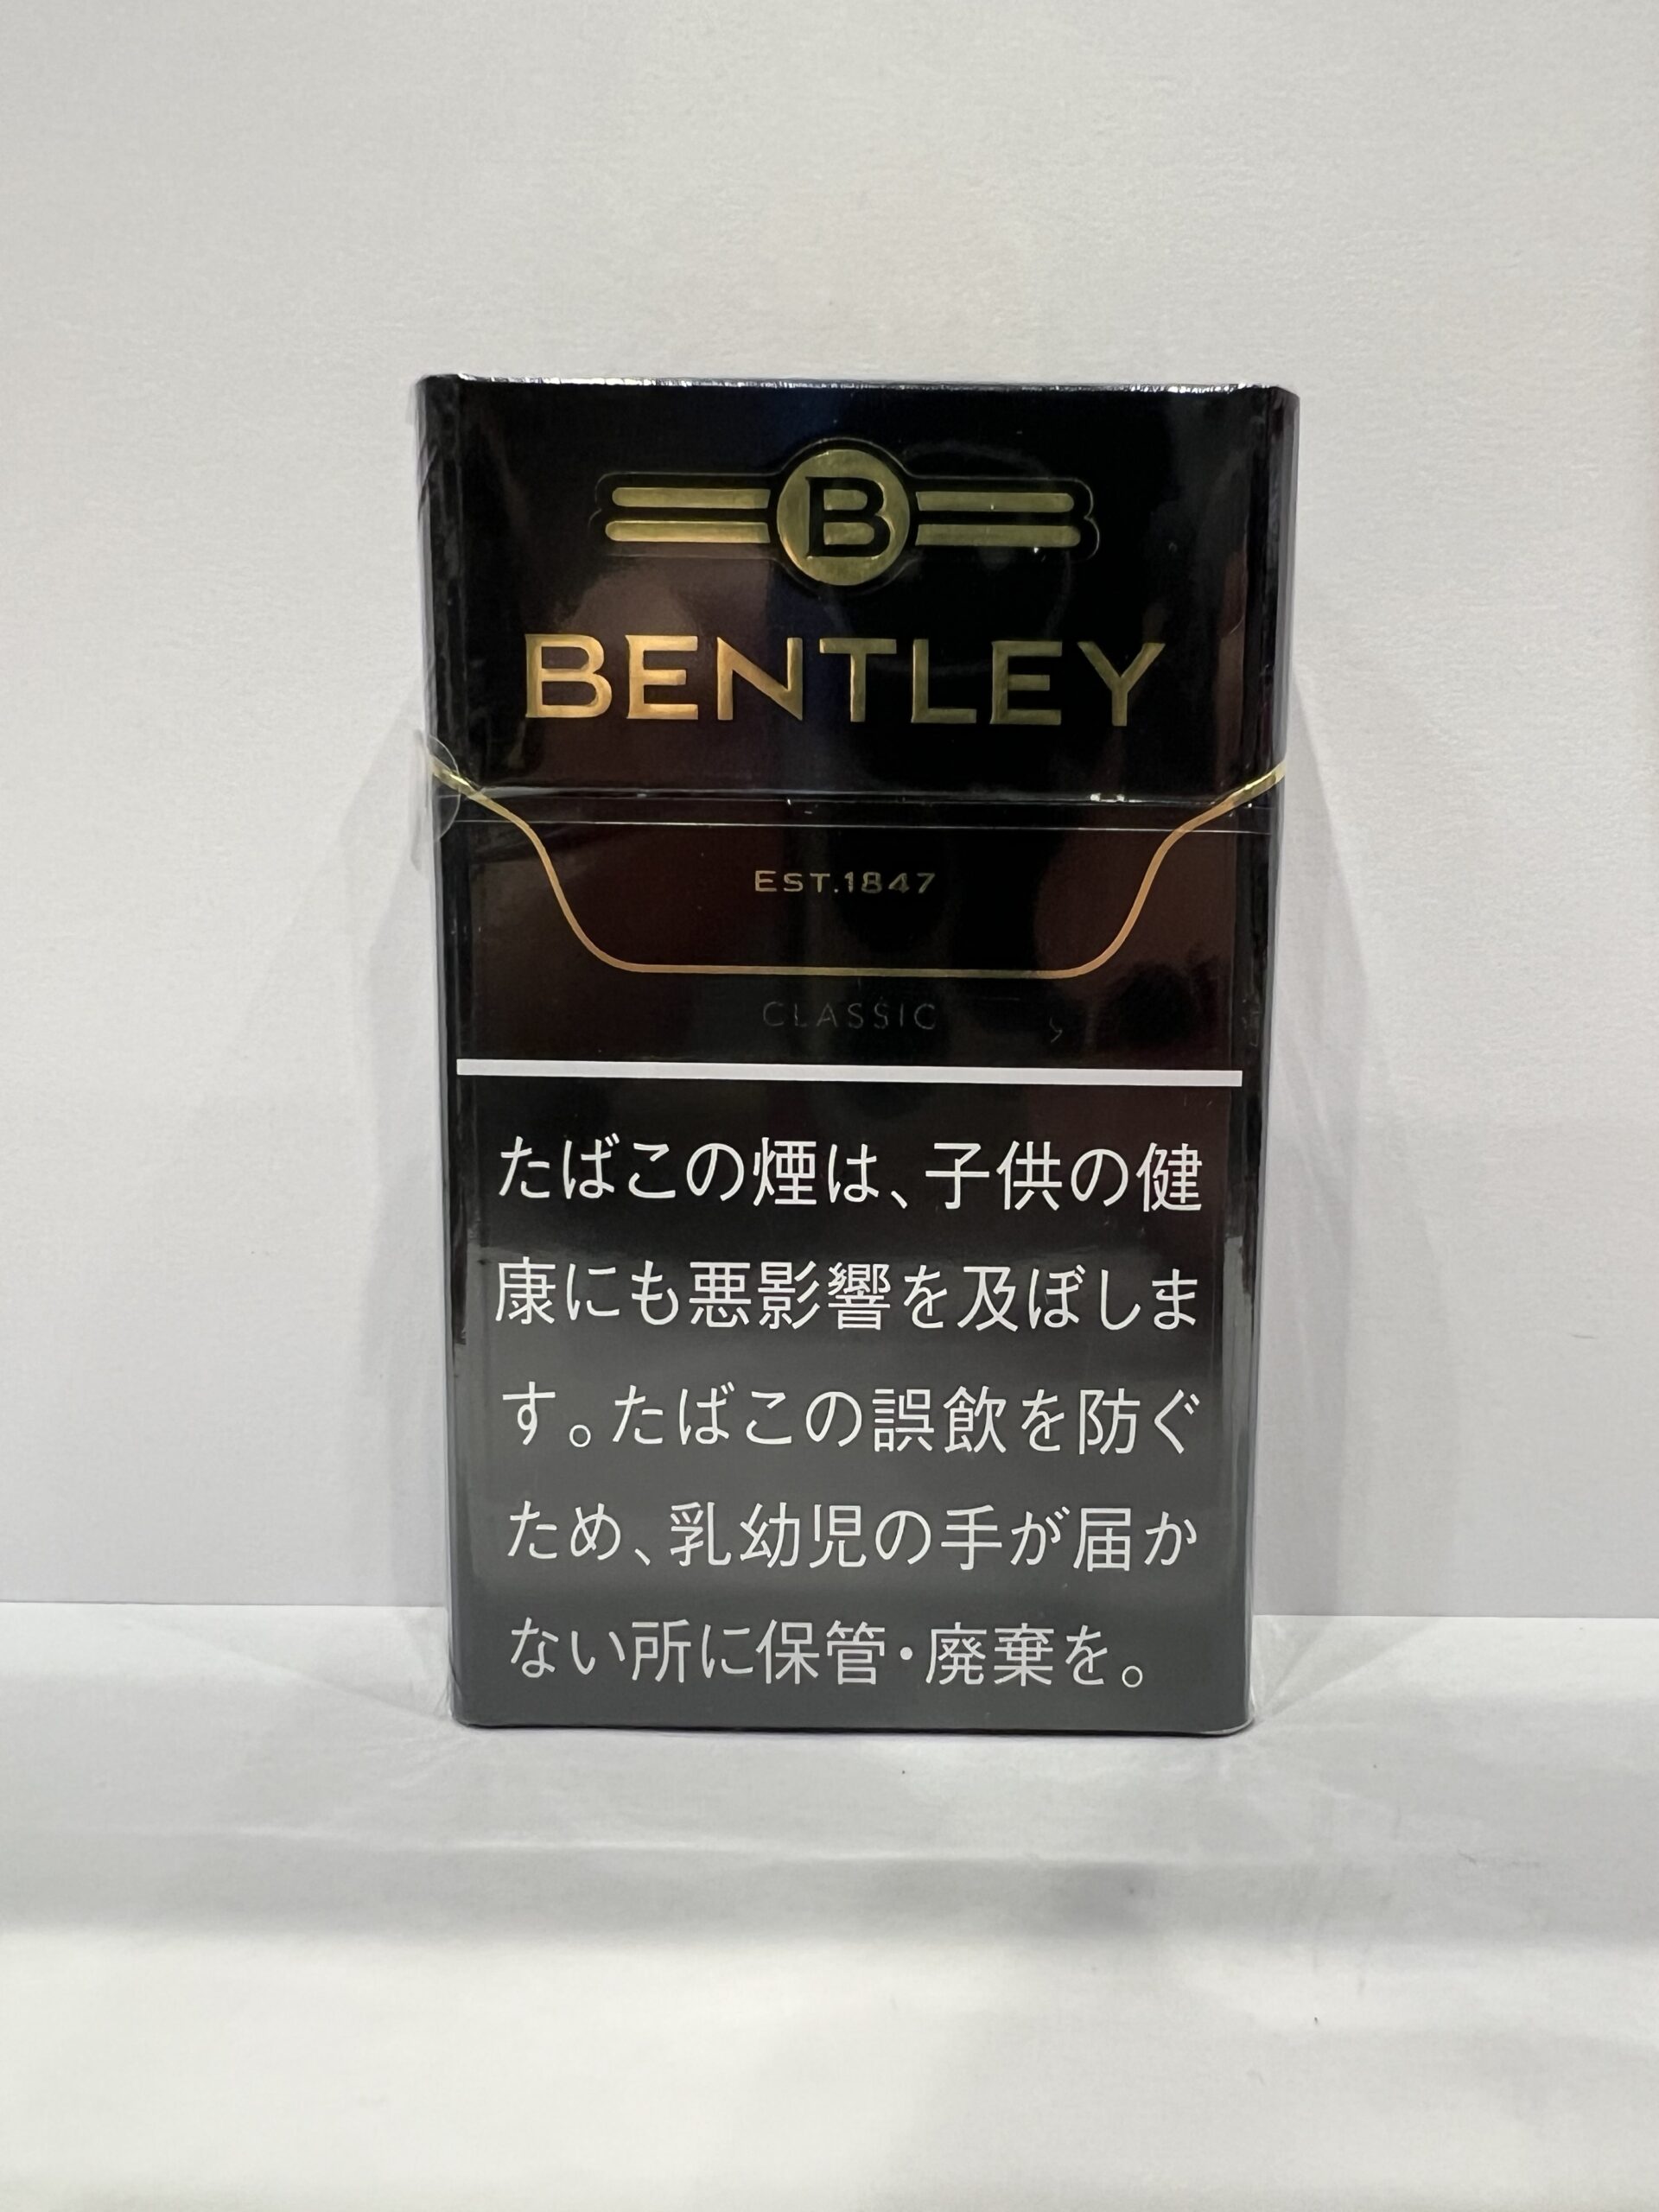 B
BENTLEY
EST.1847
CLASSIC
たばこの煙は、子供の健
康にも悪影響を及ぼしま
す。たばこの誤飲を防ぐ
ため、乳幼児の手が届か
ない所に保管・廃棄を。